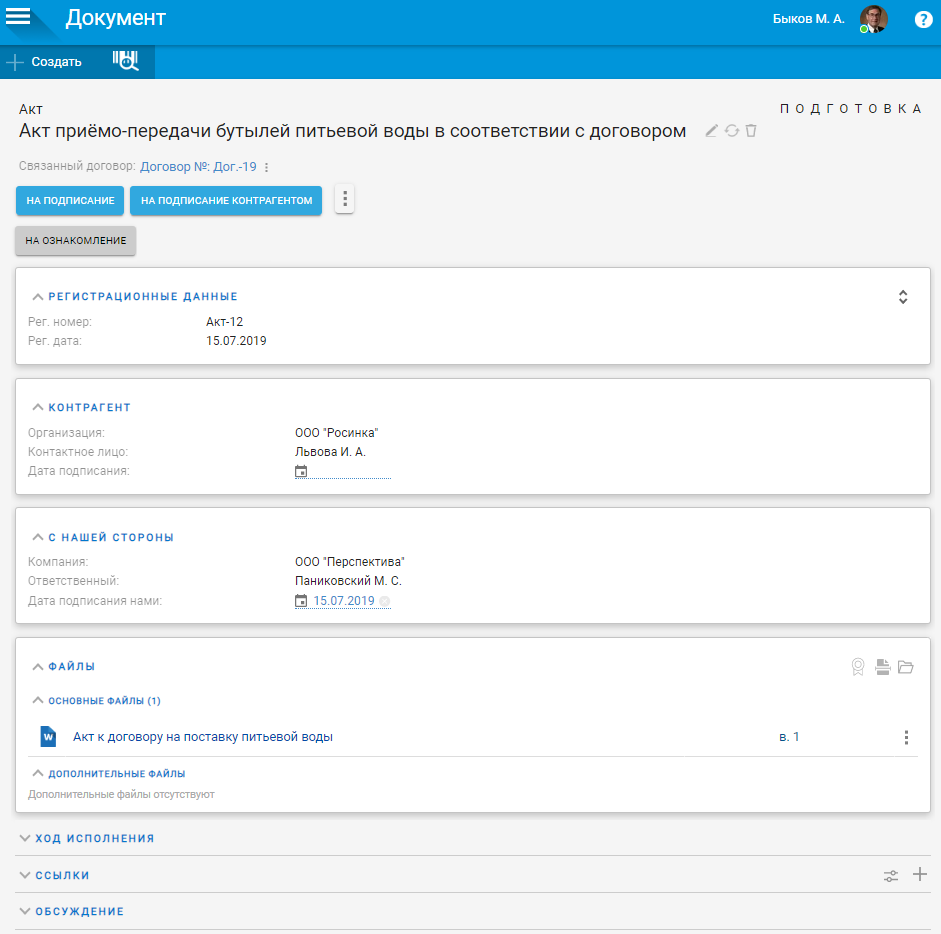 Документ
Быков М. А.
?
Создать
Акт
ПОДГОТОВКА
Акт приёмо-передачи бутылей питьевой воды в соответствии с договором
Связанный договор: Договор №: Дог.-19
НА ПОДПИСАНИЕ НА ПОДПИСАНИЕ КОНТРАГЕНТОМ
НА ОЗНАКОМЛЕНИЕ
РЕГИСТРАЦИОННЫЕ ДАННЫЕ
Рег. номер: Акт-12
Рег. дата: 15.07.2019
КОНТРАГЕНТ
Организация: ООО "Росинка"
Контактное лицо: Львова И. А.
Дата подписания:
С НАШЕЙ СТОРОНЫ
Компания: ООО "Перспектива"
Ответственный: Паниковский М. С.
Дата подписания нами: 15.07.2019
ФАЙЛЫ
ОСНОВНЫЕ ФАЙЛЫ (1)
W Акт к договору на поставку питьевой воды в. 1
ДОПОЛНИТЕЛЬНЫЕ ФАЙЛЫ
Дополнительные файлы отсутствуют
ХОД ИСПОЛНЕНИЯ
ССЫЛКИ
ОБСУЖДЕНИЕ